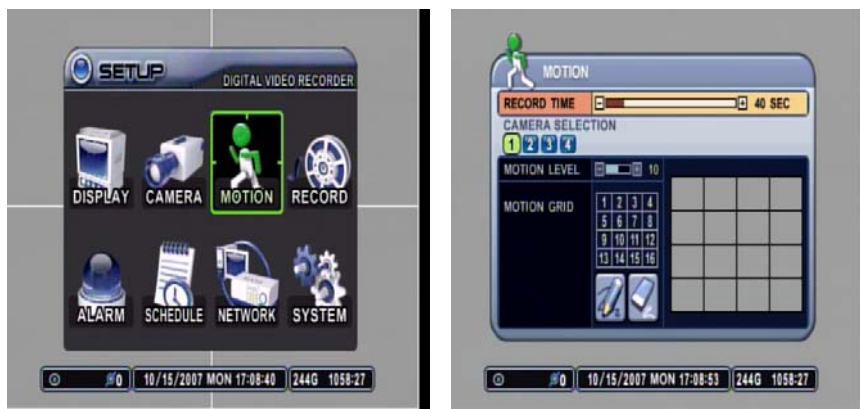 SETUP
DIGITAL VIDEO RECORDER
DISPLAY CAMERA MOTION RECORD
ALARM SCHEDULE NETWORK SYSTEM
0 10/15/2007 MON 17:08:40 244G 1058:27
MOTION
RECORD TIME 40 SEC
CAMERA SELECTION
1 2 3 4
MOTION LEVEL 10
MOTION GRID
1 2 3 4
5 6 7 8
9 10 11 12
13 14 15 16
0 10/15/2007 MON 17:08:53 244G 1058:27